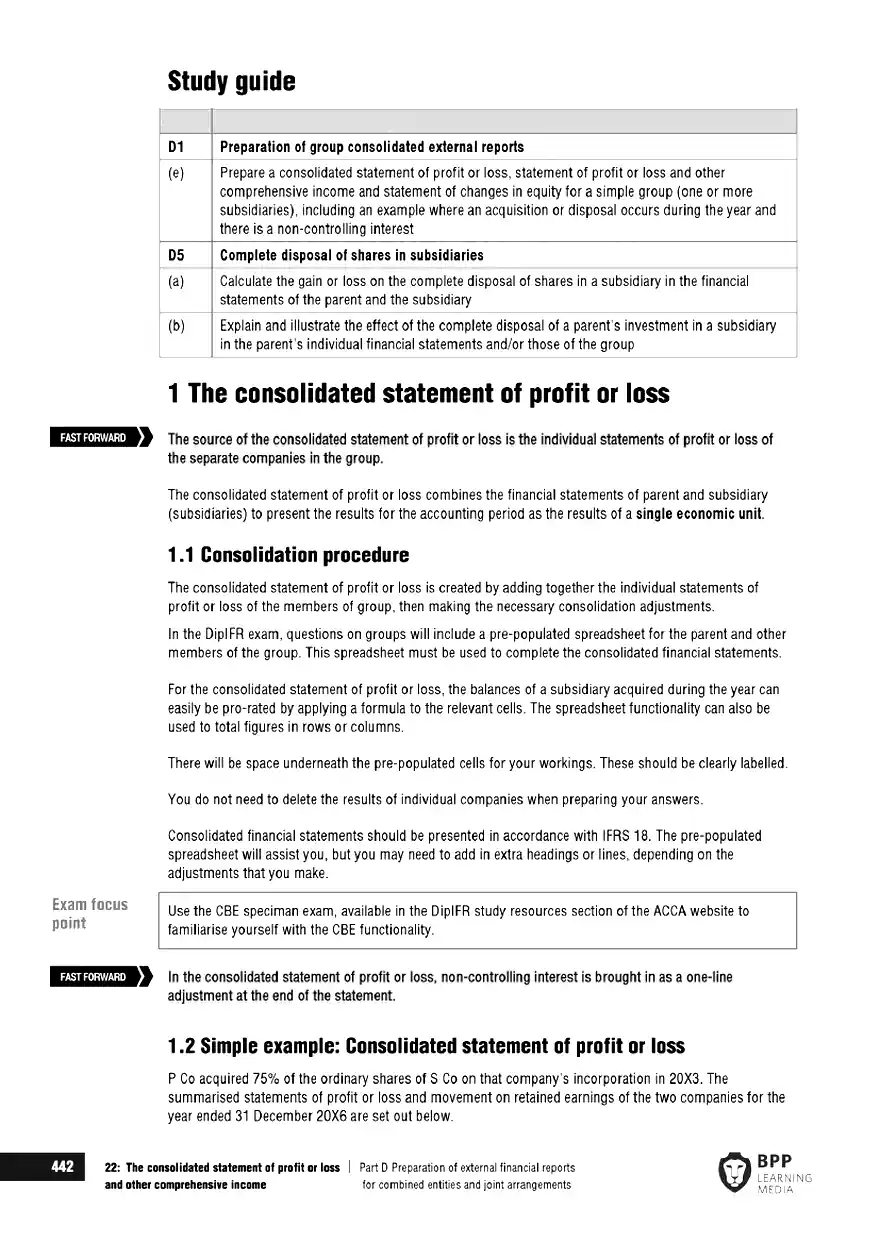 Study guide
D1 Preparation of group consolidated external reports
(e) Prepare a consolidated statement of profit or loss, statement of profit or loss and other
comprehensive income and statement of changes in equity for a simple group (one or more
subsidiaries), including an example where an acquisition or disposal occurs during the year and
there is a non-controlling interest
D5 Complete disposal of shares in subsidiaries
(a) Calculate the gain or loss on the complete disposal of shares in a subsidiary in the financial
statements of the parent and the subsidiary
(b) Explain and illustrate the effect of the complete disposal of a parent's investment in a subsidiary
in the parent's individual financial statements and/or those of the group
1 The consolidated statement of profit or loss
FAST FORWARD
The source of the consolidated statement of profit or loss is the individual statements of profit or loss of
the separate companies in the group.
The consolidated statement of profit or loss combines the financial statements of parent and subsidiary
(subsidiaries) to present the results for the accounting period as the results of a single economic unit.
1.1 Consolidation procedure
The consolidated statement of profit or loss is created by adding together the individual statements of
profit or loss of the members of group, then making the necessary consolidation adjustments.
In the DipIFR exam, questions on groups will include a pre-populated spreadsheet for the parent and other
members of the group. This spreadsheet must be used to complete the consolidated financial statements.
For the consolidated statement of profit or loss, the balances of a subsidiary acquired during the year can
easily be pro-rated by applying a formula to the relevant cells. The spreadsheet functionality can also be
used to total figures in rows or columns.
There will be space underneath the pre-populated cells for your workings. These should be clearly labelled.
You do not need to delete the results of individual companies when preparing your answers.
Consolidated financial statements should be presented in accordance with IFRS 18. The pre-populated
spreadsheet will assist you, but you may need to add in extra headings or lines, depending on the
adjustments that you make.
Exam focus
point
Use the CBE speciman exam, available in the DipIFR study resources section of the ACCA website to
familiarise yourself with the CBE functionality.
FAST FORWARD
In the consolidated statement of profit or loss, non-controlling interest is brought in as a one-line
adjustment at the end of the statement.
1.2 Simple example: Consolidated statement of profit or loss
P Co acquired 75% of the ordinary shares of S Co on that company's incorporation in 20X3. The
summarised statements of profit or loss and movement on retained earnings of the two companies for the
year ended 31 December 20X6 are set out below.
442
22: The consolidated statement of profit or loss
and other comprehensive income
Part D Preparation of external financial reports
for combined entities and joint arrangements
BPP
LEARNING
MEDIA